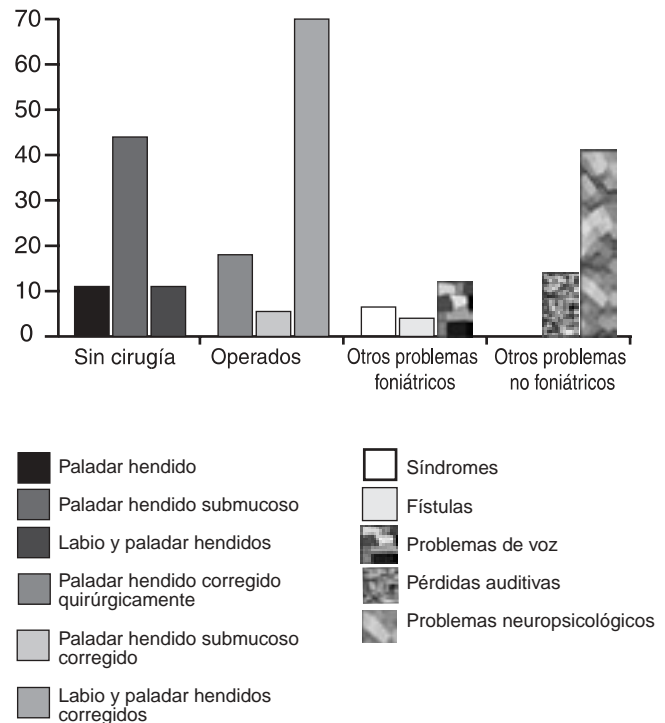 70
60
50
40
30
20
10
0
Sin cirugía
Operados
Otros problemas
foniátricos
Otros problemas
no foniátricos
Paladar hendido
Paladar hendido submucoso
Labio y paladar hendidos
Paladar hendido corregido
quirúrgicamente
Paladar hendido submucoso
corregido
Labio y paladar hendidos
corregidos
Síndromes
Fístulas
Problemas de voz
Pérdidas auditivas
Problemas neuropsicológicos